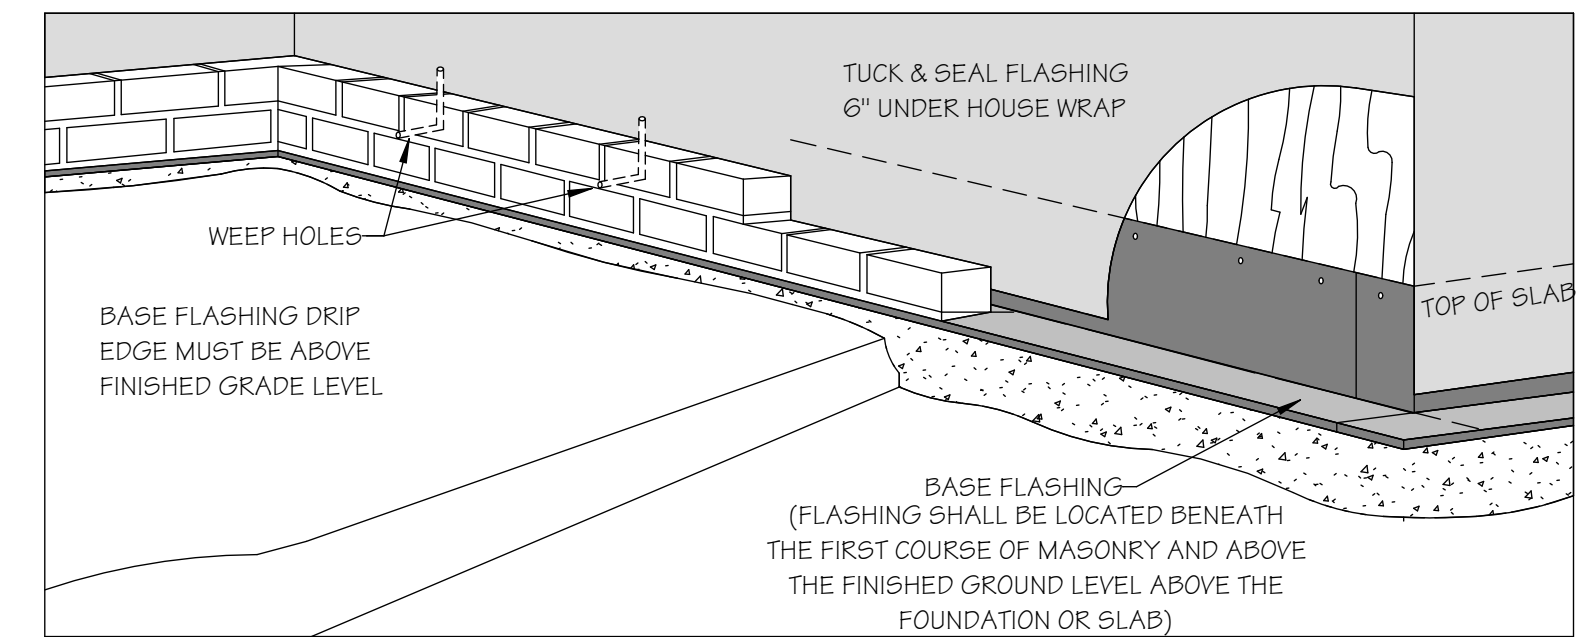 TUCK & SEAL FLASHING
6" UNDER HOUSE WRAP
WEEP HOLES
TOP OF SLAB
BASE FLASHING DRIP
EDGE MUST BE ABOVE
FINISHED GRADE LEVEL
BASE FLASHING
(FLASHING SHALL BE LOCATED BENEATH
THE FIRST COURSE OF MASONRY AND ABOVE
THE FINISHED GROUND LEVEL ABOVE THE
FOUNDATION OR SLAB)